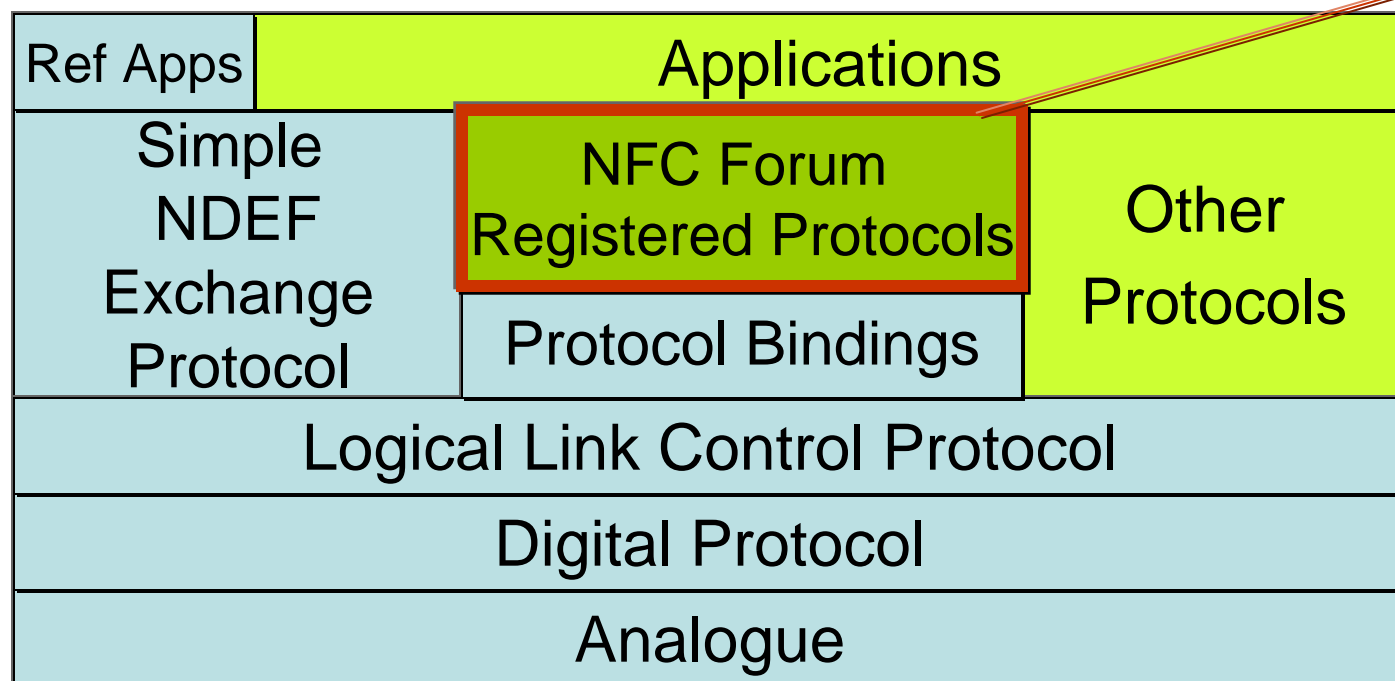 Ref Apps
Applications
Simple
NDEF
Exchange
Protocol
NFC Forum
Registered Protocols
Protocol Bindings
Other
Protocols
Logical Link Control Protocol
Digital Protocol
Analogue